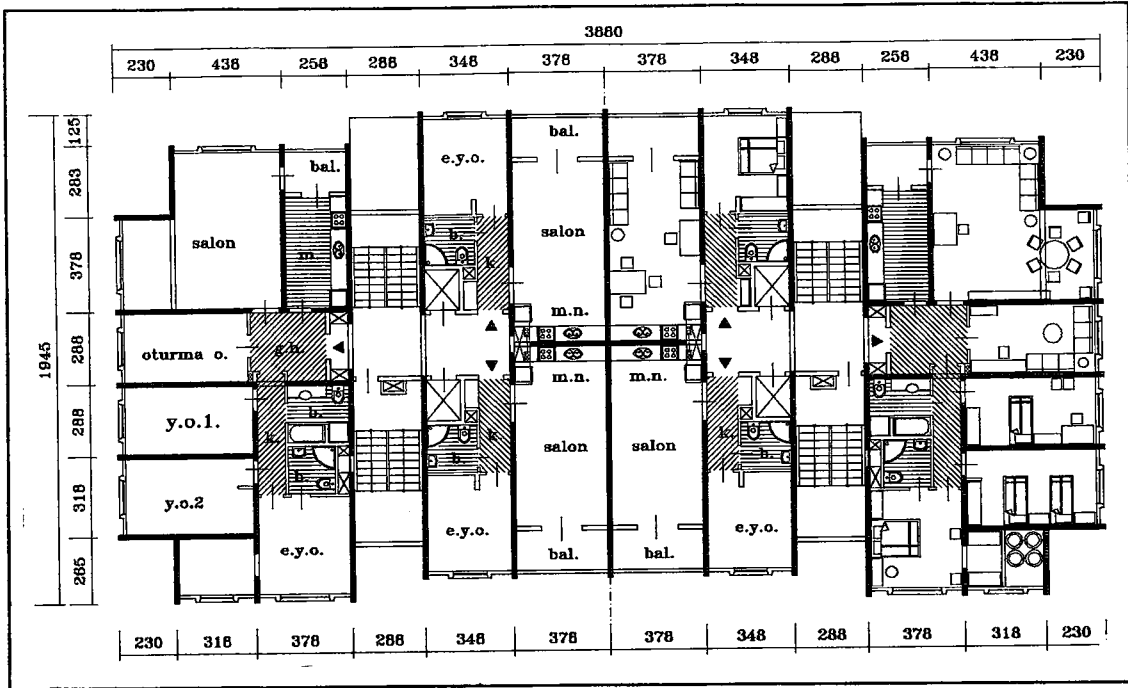 3880
230 438 258 288 348 378 378 348 288 258 438 230
1945
125
283
378
288
288
318
265
bal.
bal.
e.y.o.
salon
m.
b.
k.
salon
m.n.
oturma o.
g.h.
m.n.
m.n.
y.o.1.
b.
k.
k.
b.
salon
salon
k.
b.
y.o.2
b.
e.y.o.
e.y.o.
bal.
bal.
e.y.o.
230 318 378 288 348 378 378 348 288 378 318 230